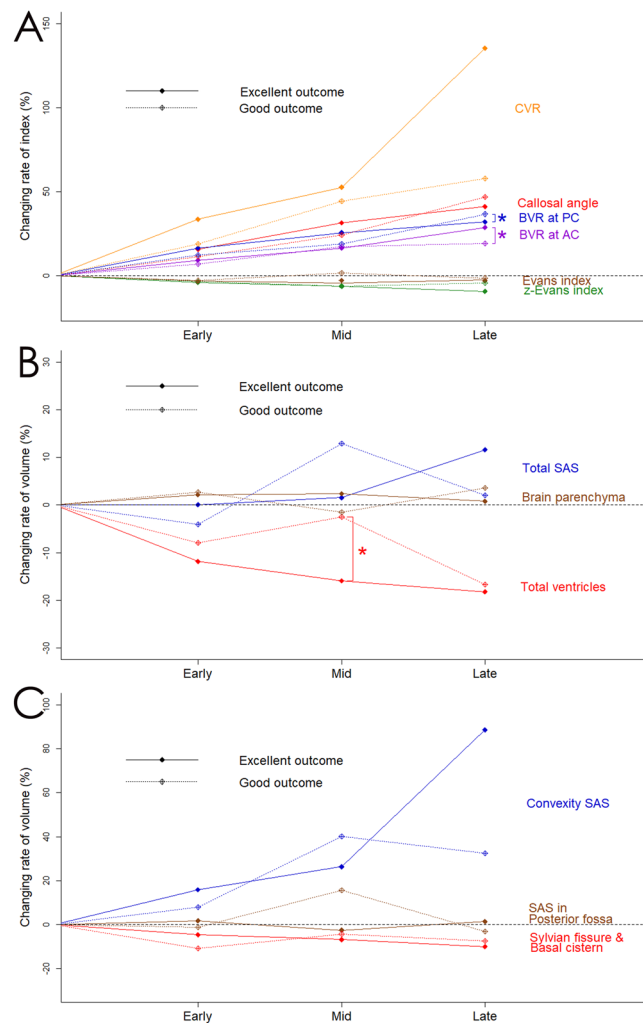 A
Changing rate of index (%)
150
100
50
0
Excellent outcome
Good outcome
CVR
Callosal angle
* BVR at PC
* BVR at AC
Evans index
z-Evans index
Early Mid Late
B
Changing rate of volume (%)
30
20
10
0
-10
-20
-30
Excellent outcome
Good outcome
Total SAS
Brain parenchyma
*
Total ventricles
Early Mid Late
C
Changing rate of volume (%)
100
80
60
40
20
0
-20
Excellent outcome
Good outcome
Convexity SAS
SAS in
Posterior fossa
Sylvian fissure &
Basal cistern
Early Mid Late